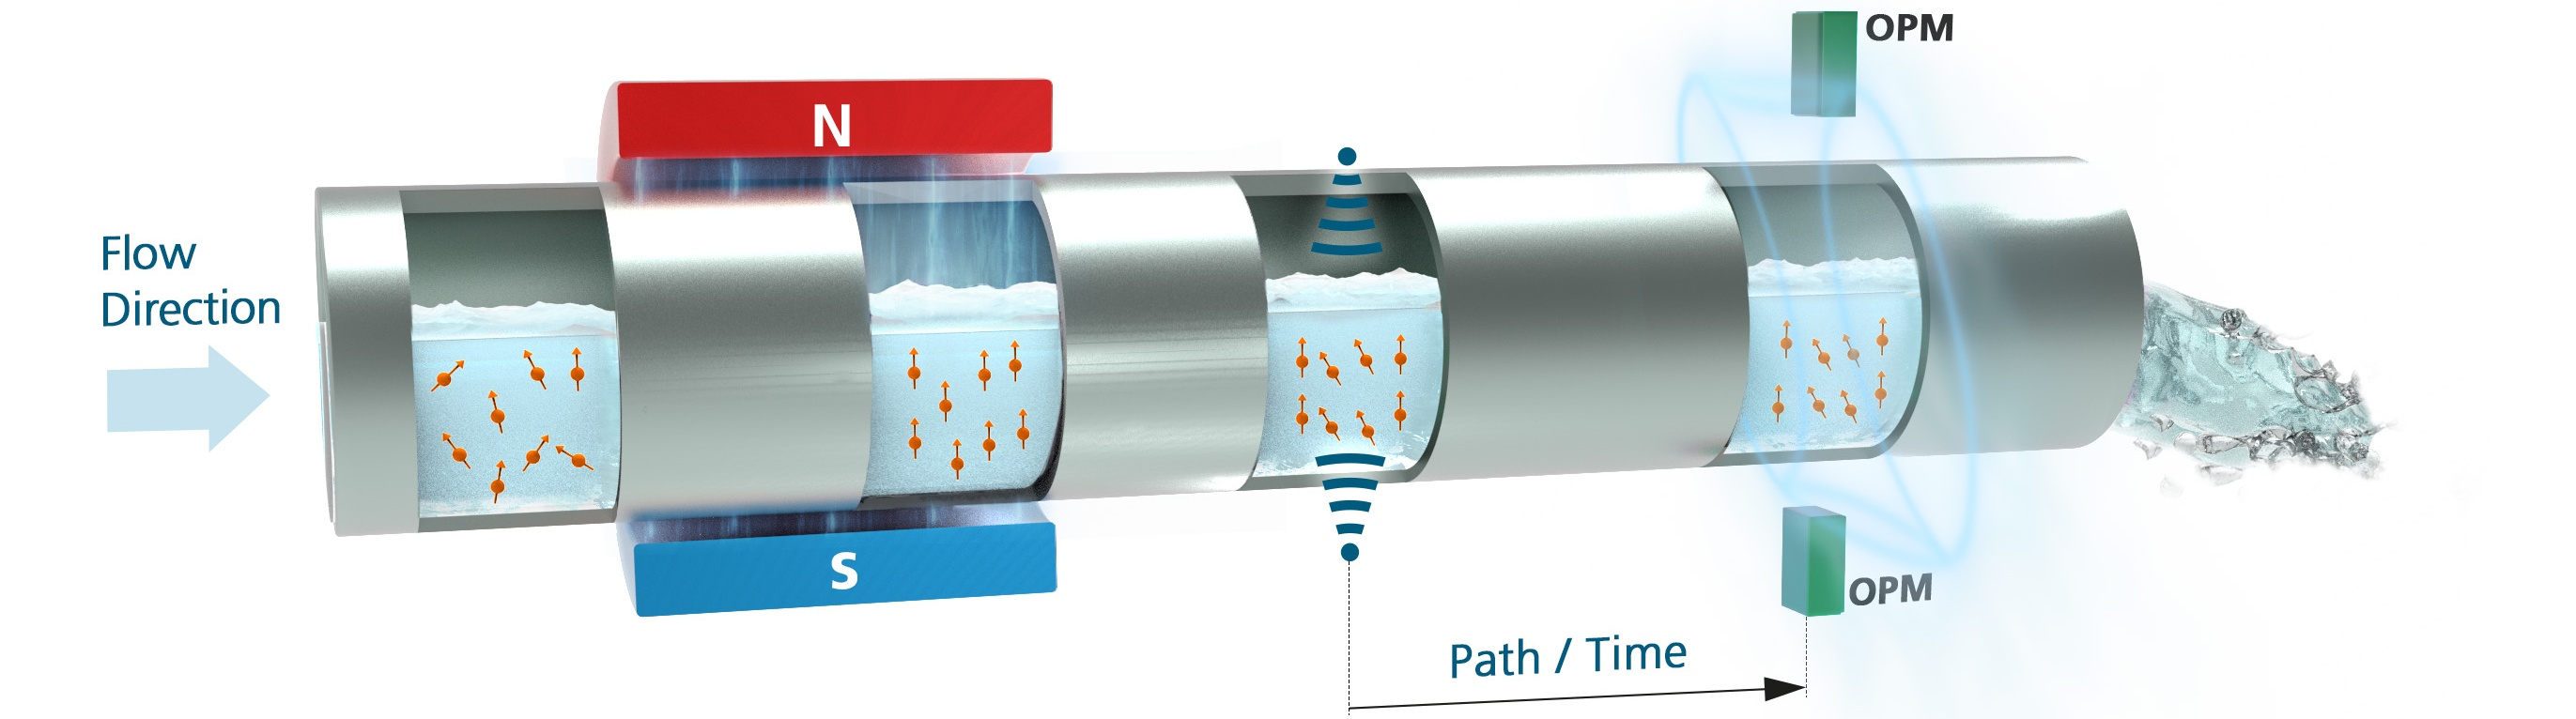 OPM
N
Flow
Direction
S
OPM
Path / Time